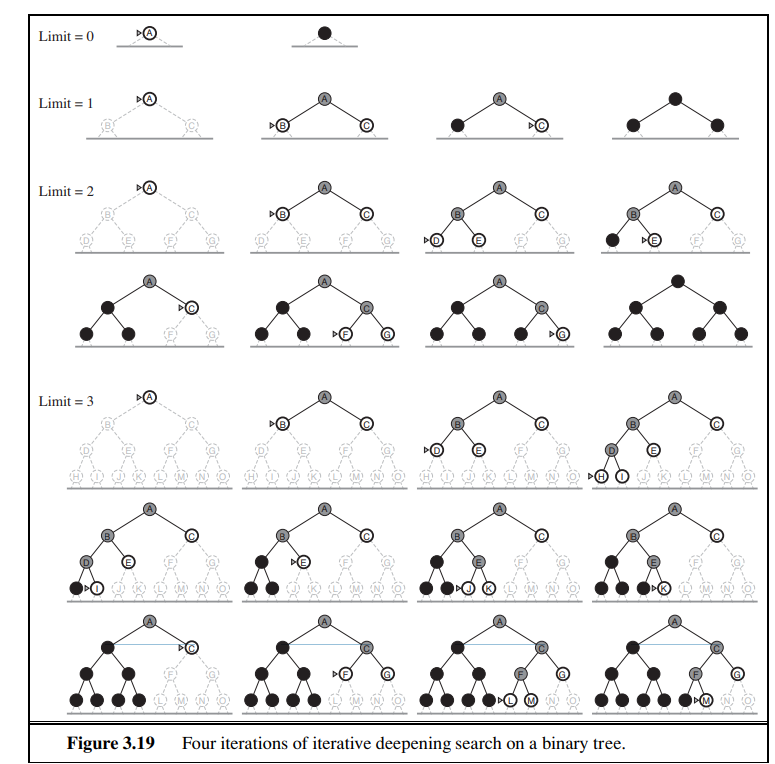 Limit = 0 A
Limit = 1 A A A
B C B C C
Limit = 2 A A A A
B C B C B C B C
D E F G D E F G D E F G E F G
A A A
C C C
F G F G G
Limit = 3 A A A A
B C B C B C B C
D E F G D E F G D E F G D E F G
H I J K L M N O H I J K L M N O H I J K L M N O H I J K L M N O
A A A A
B C B C B C B C
D E F G E F G E F G E F G
I J K L M N O J K L M N O J K L M N O K L M N O
A A A A
C C C C
F G F G F G F G
L M N O L M N O L M N O M N O
Figure 3.19 Four iterations of iterative deepening search on a binary tree.